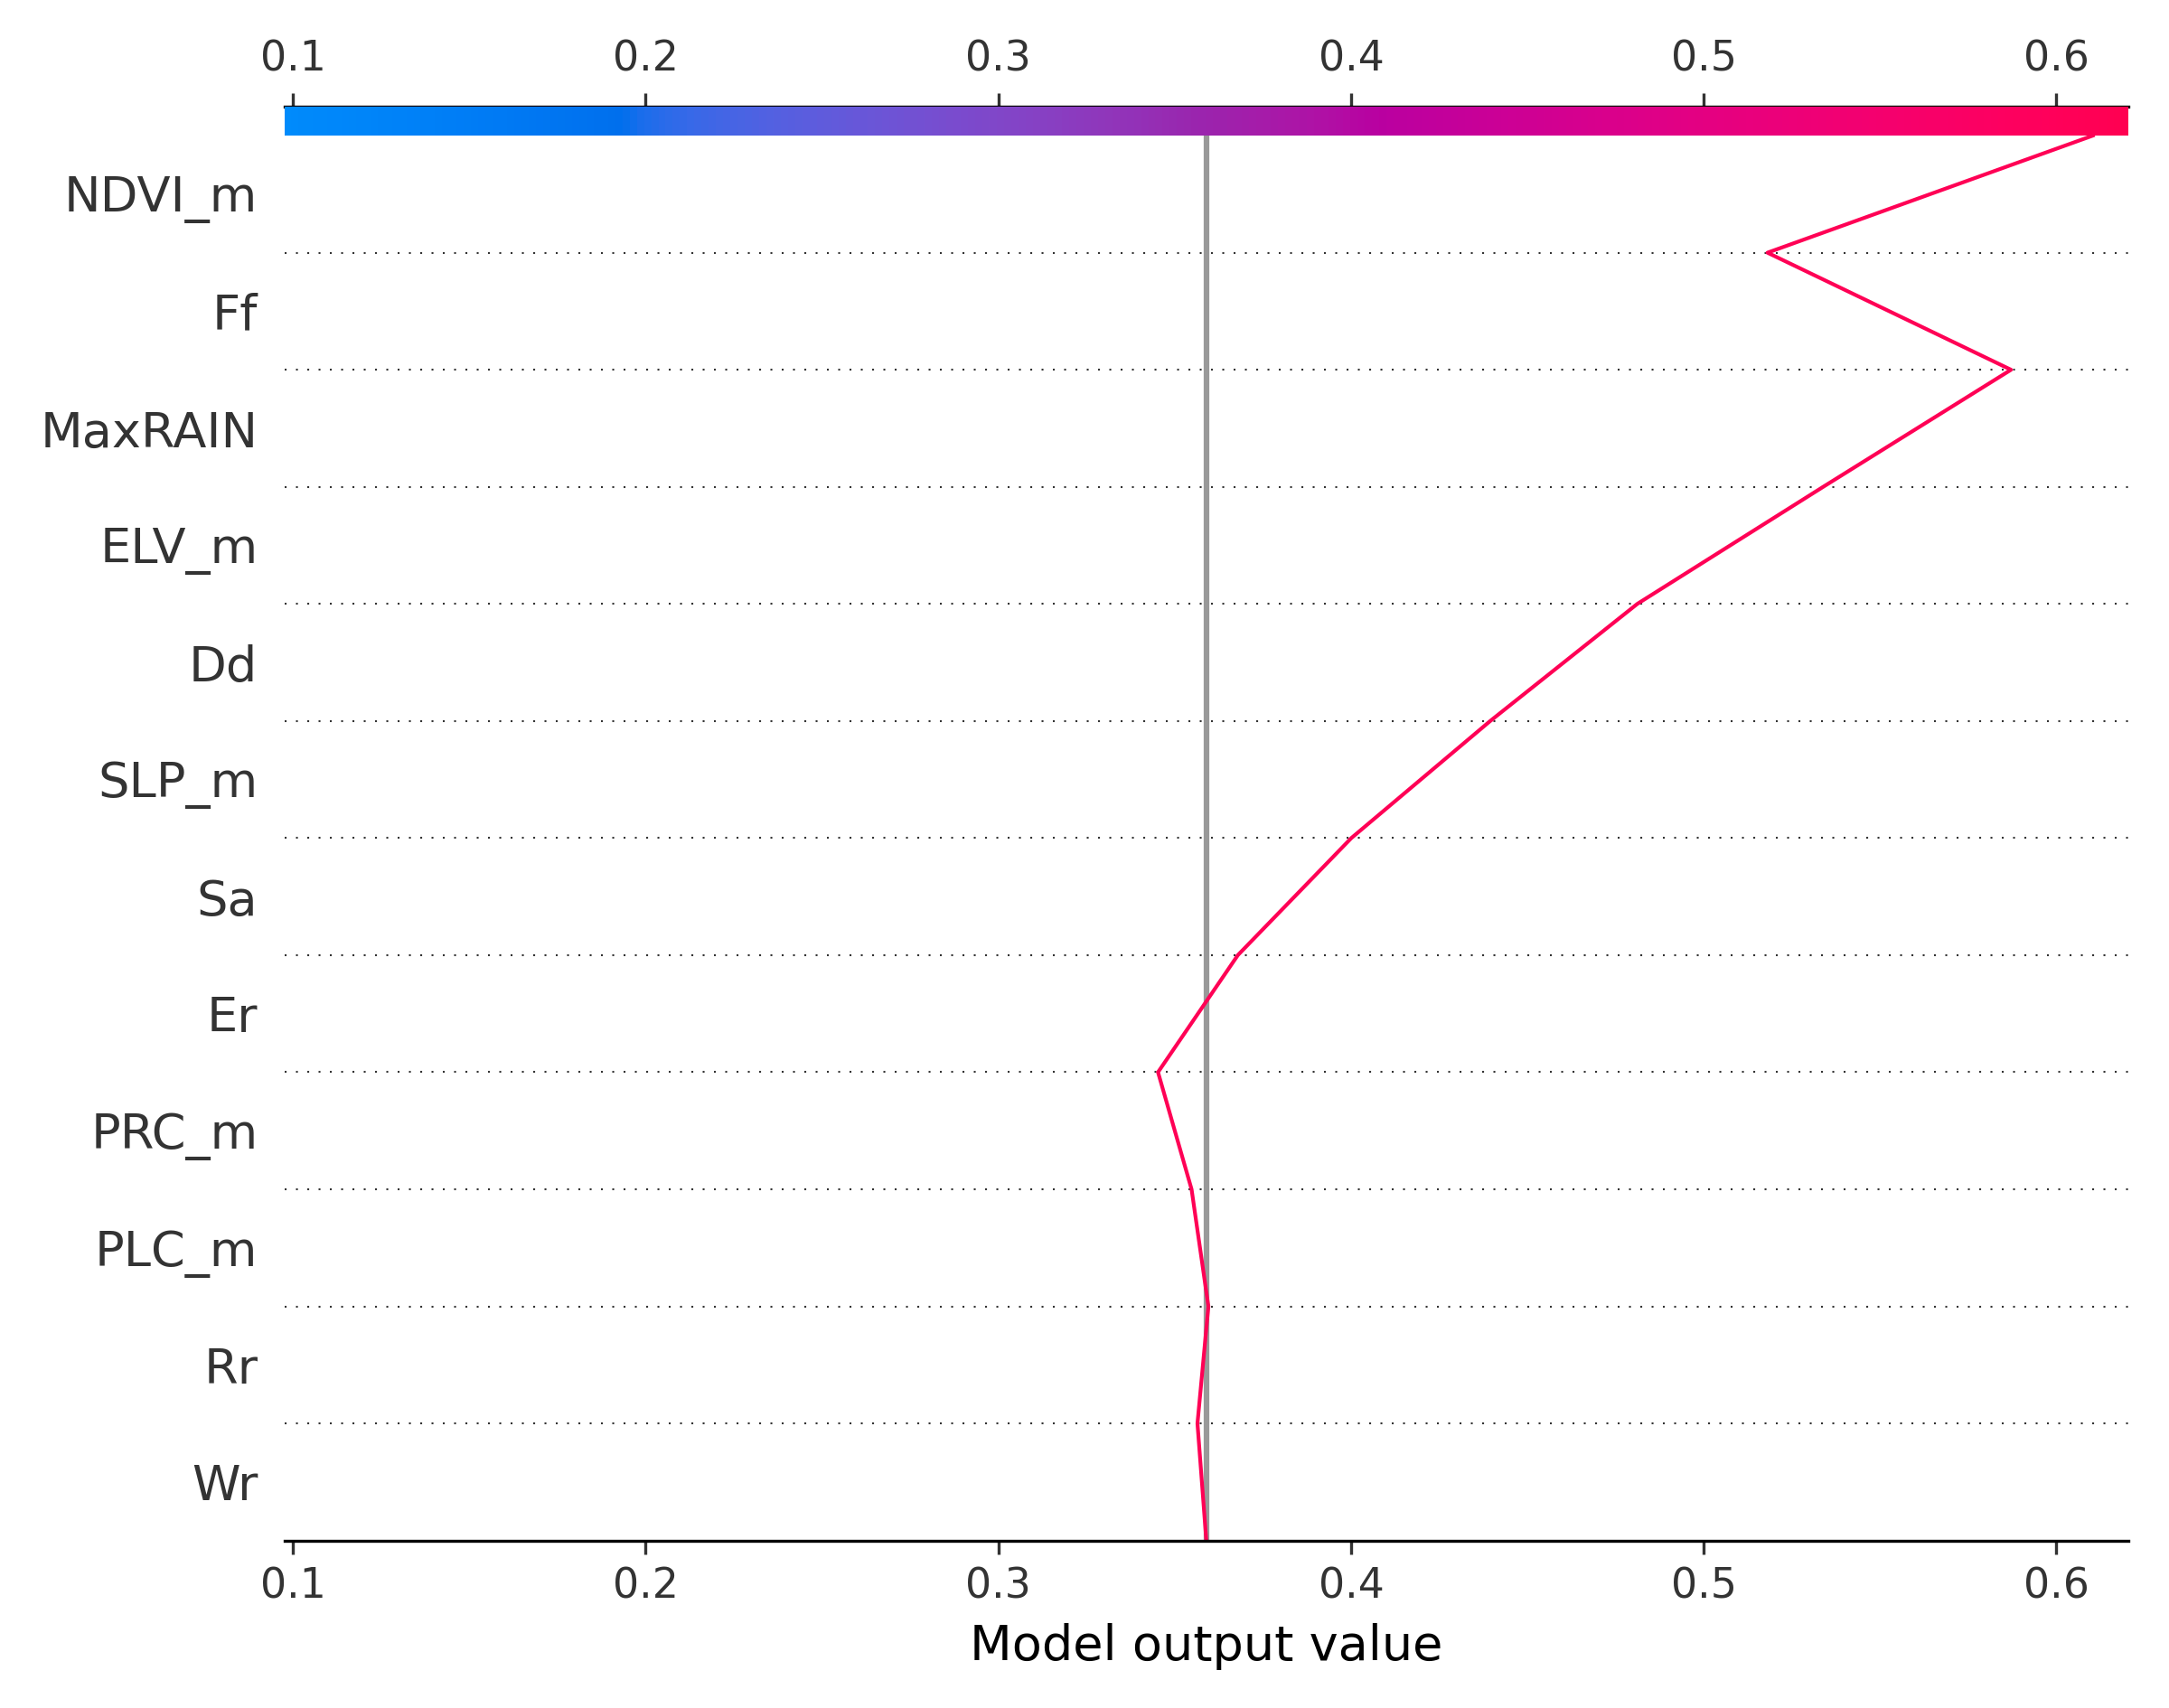 0.1 0.2 0.3 0.4 0.5 0.6
NDVI_m
Ff
MaxRAIN
ELV_m
Dd
SLP_m
Sa
Er
PRC_m
PLC_m
Rr
Wr
0.1 0.2 0.3 0.4 0.5 0.6
Model output value